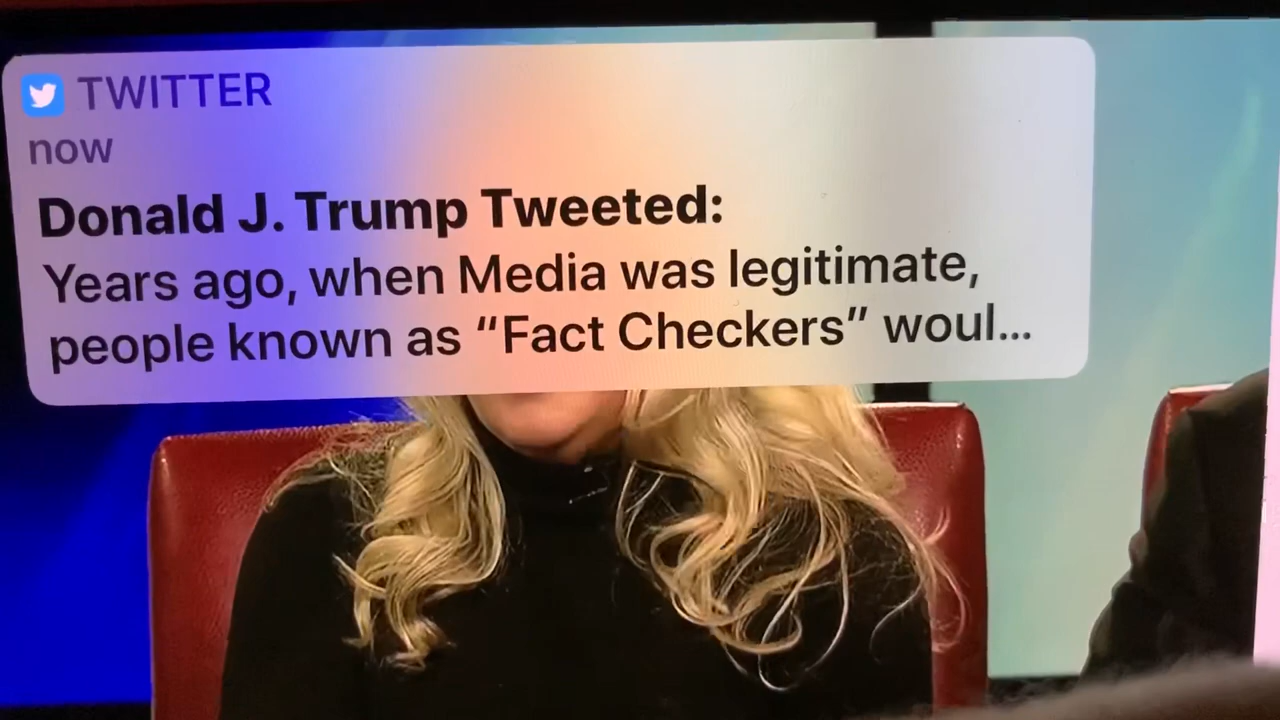 TWITTER
now
Donald J. Trump Tweeted:
Years ago, when Media was legitimate,
people known as “Fact Checkers” woul...